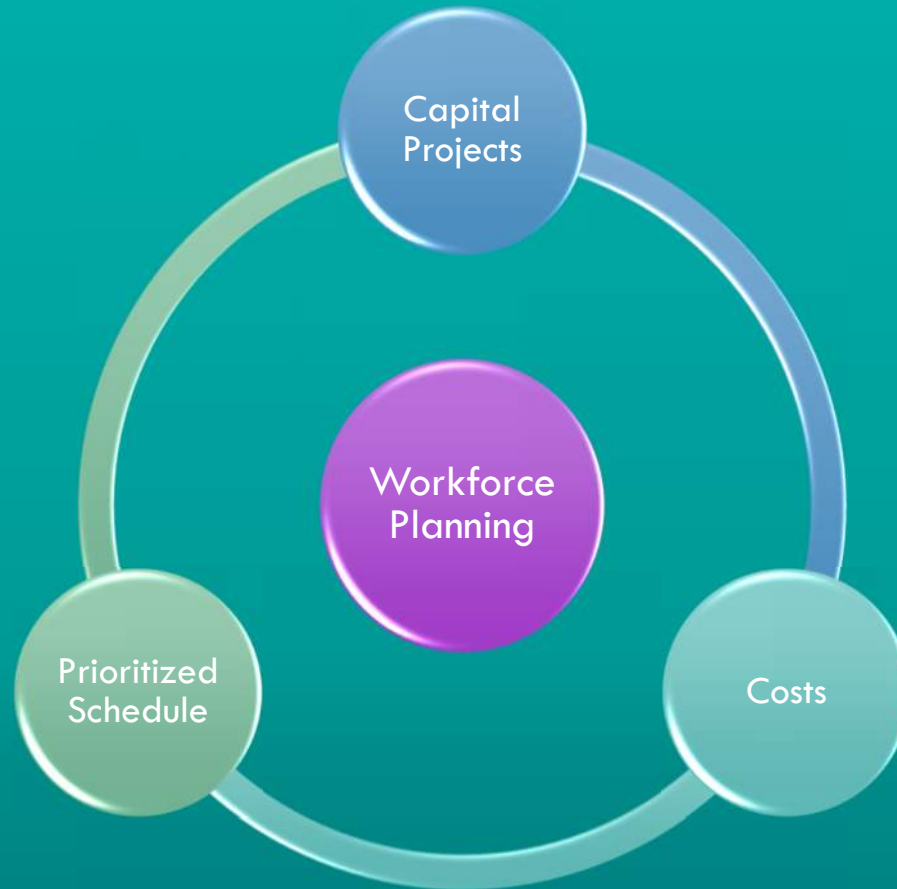 Capital
Projects
Workforce
Planning
Prioritized
Schedule
Costs